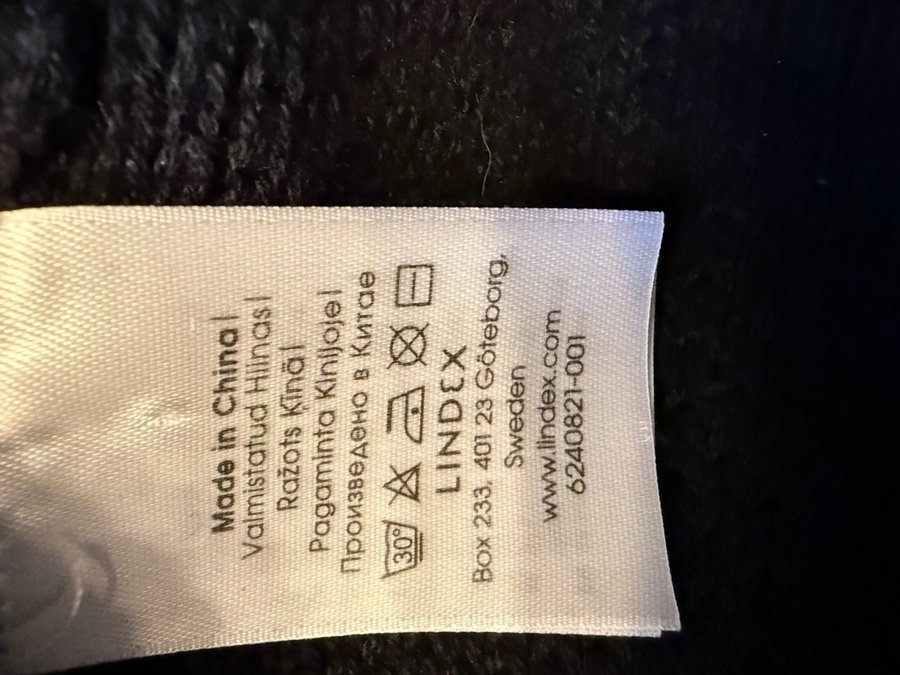 Made in China |
Valmistatud Hiinas |
Ražots Ķīnā |
Pagaminta Kinijoje |
Произведено в Китае
30°
LINDEX
Box 233, 401 23 Göteborg,
Sweden
www.lindex.com
6240821-001